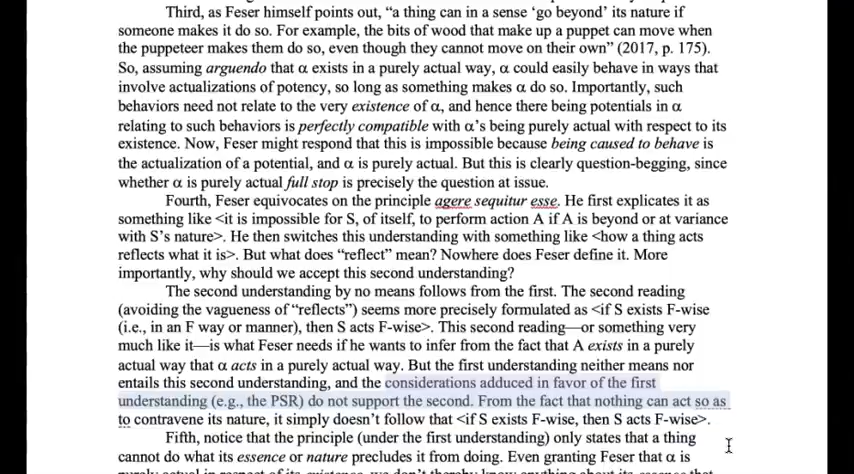 Third, as Feser himself points out, “a thing can in a sense ‘go beyond’ its nature if
someone makes it do so. For example, the bits of wood that make up a puppet can move when
the puppeteer makes them do so, even though they cannot move on their own” (2017, p. 175).
So, assuming arguendo that α exists in a purely actual way, α could easily behave in ways that
involve actualizations of potency, so long as something makes α do so. Importantly, such
behaviors need not relate to the very existence of α, and hence there being potentials in α
relating to such behaviors is perfectly compatible with α’s being purely actual with respect to its
existence. Now, Feser might respond that this is impossible because being caused to behave is
the actualization of a potential, and α is purely actual. But this is clearly question-begging, since
whether α is purely actual full stop is precisely the question at issue.
Fourth, Feser equivocates on the principle agere sequitur esse. He first explicates it as
something like <it is impossible for S, of itself, to perform action A if A is beyond or at variance
with S’s nature>. He then switches this understanding with something like <how a thing acts
reflects what it is>. But what does “reflect” mean? Nowhere does Feser define it. More
importantly, why should we accept this second understanding?
The second understanding by no means follows from the first. The second reading
(avoiding the vagueness of “reflects”) seems more precisely formulated as <if S exists F-wise
(i.e., in an F way or manner), then S acts F-wise>. This second reading—or something very
much like it—is what Feser needs if he wants to infer from the fact that A exists in a purely
actual way that α acts in a purely actual way. But the first understanding neither means nor
entails this second understanding, and the considerations adduced in favor of the first
understanding (e.g., the PSR) do not support the second. From the fact that nothing can act so as
to contravene its nature, it simply doesn’t follow that <if S exists F-wise, then S acts F-wise>.
Fifth, notice that the principle (under the first understanding) only states that a thing
cannot do what its essence or nature precludes it from doing. Even granting Feser that α is